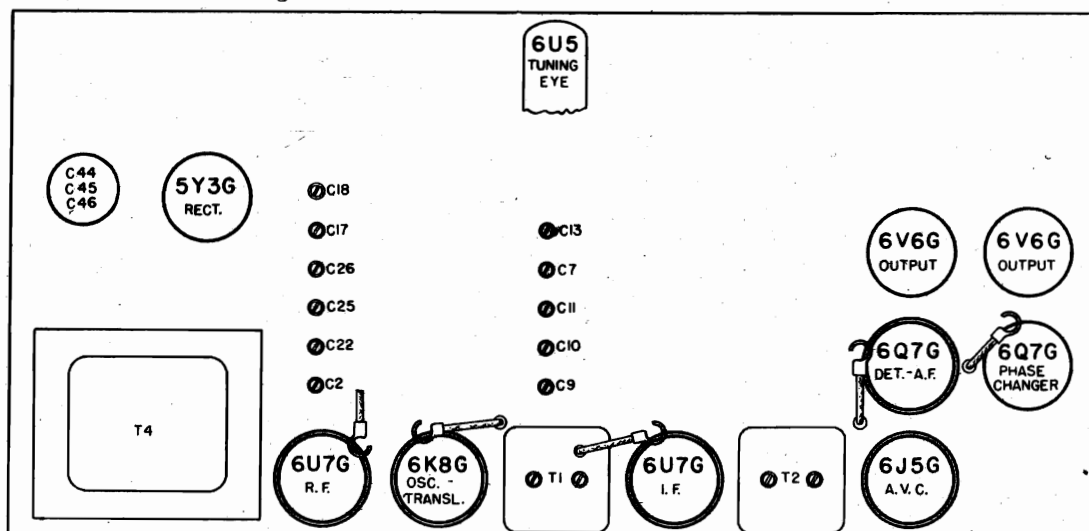 6U5
TUNING
EYE
C44
C45
C46
5Y3G
RECT.
C18
C17
C26
C25
C22
C2
C13
C7
C11
C10
C9
6V6G
OUTPUT
6V6G
OUTPUT
6Q7G
DET.-A.F.
6Q7G
PHASE
CHANGER
T4
6U7G
R.F.
6K8G
OSC. -
TRANSL.
T1
6U7G
I.F.
T2
6J5G
A.V.C.